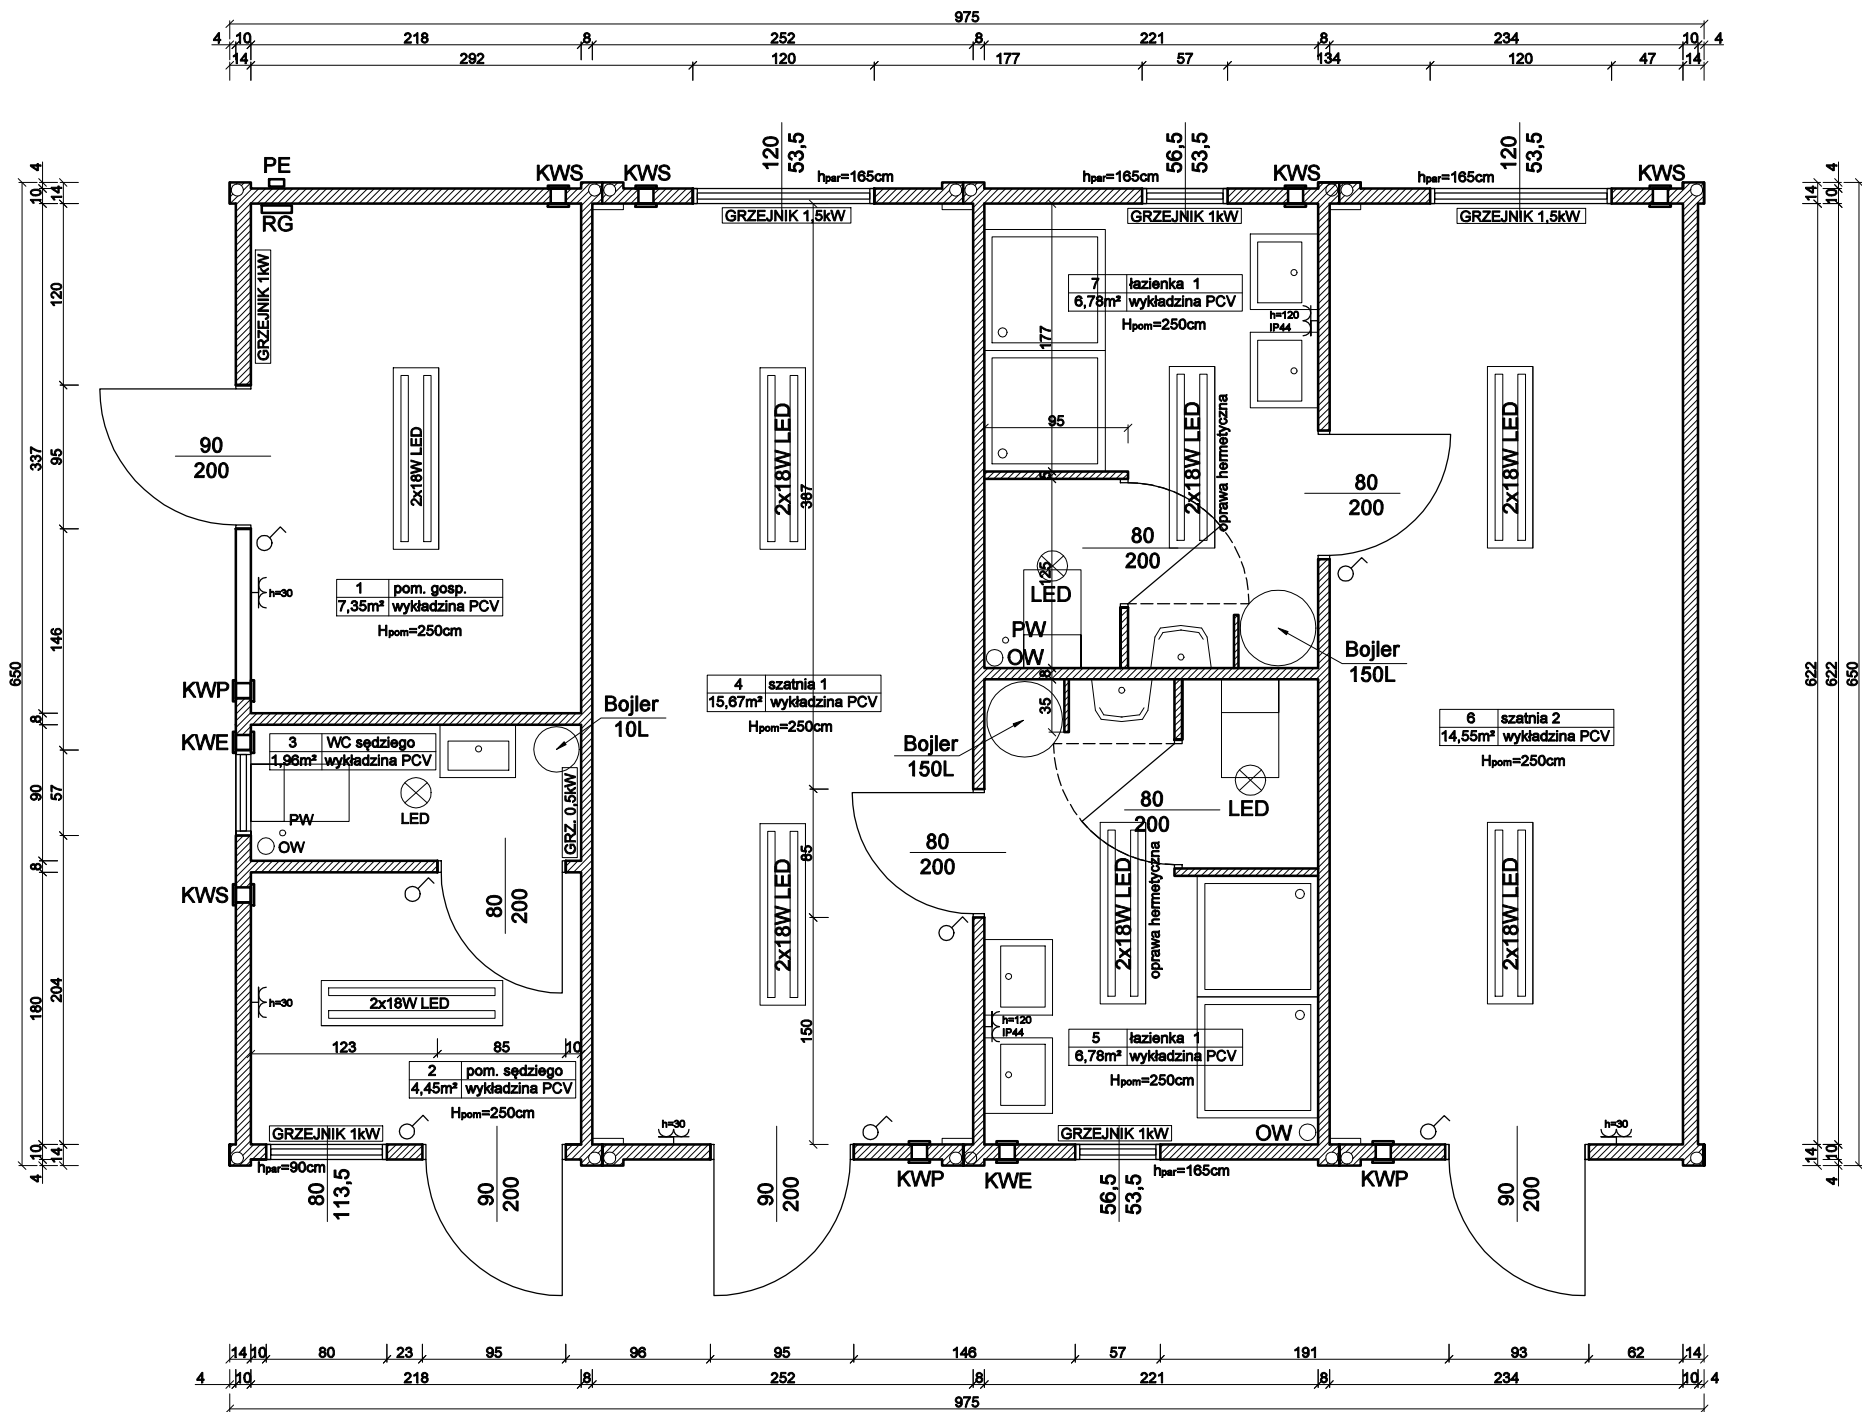 975
4 10 218 8 252 8 221 8 234 10 4
14 292 120 177 57 134 120 47 14
120
53,5
56,5
53,5
120
53,5
PE
KWS
KWS
KWS
KWS
hpar=165cm
hpar=165cm
hpar=165cm
RG
GRZEJNIK 1,5kW
GRZEJNIK 1kW
GRZEJNIK 1,5kW
GRZEJNIK 1kW
7 łazienka 1
6,78m² wykładzina PCV
Hpom=250cm
h=120
IP44
177
95
5
125
8
35
2x18W LED
2x18W LED
387
2x18W LED
oprawa hermetyczna
2x18W LED
90
200
80
200
80
200
h=30
1 pom. gosp.
7,35m² wykładzina PCV
Hpom=250cm
LED
PW
OW
Bojler
150L
KWP
4 szatnia 1
15,67m² wykładzina PCV
Hpom=250cm
Bojler
10L
6 szatnia 2
14,55m² wykładzina PCV
Hpom=250cm
KWE
3 WC sędziego
1,96m² wykładzina PCV
Bojler
150L
LED
PW
OW
GRZ. 0,5kW
80
200
LED
80
200
85
KWS
80
200
2x18W LED
2x18W LED
oprawa hermetyczna
2x18W LED
h=30
2x18W LED
150
h=120
IP44
123 85 10
2 pom. sędziego
4,45m² wykładzina PCV
Hpom=250cm
5 łazienka 1
6,78m² wykładzina PCV
Hpom=250cm
GRZEJNIK 1kW
h=30
GRZEJNIK 1kW
OW
h=30
hpar=90cm
hpar=165cm
KWP
KWE
KWP
80
113,5
90
200
90
200
56,5
53,5
90
200
650
4 10 337 8 90 8 180 10 4
14 120 95 146 57 204 14
14 622 14
4 10 622 10 4
650
14 10 80 23 95 96 95 146 57 191 93 62 14
4 10 218 8 252 8 221 8 234 10 4
975